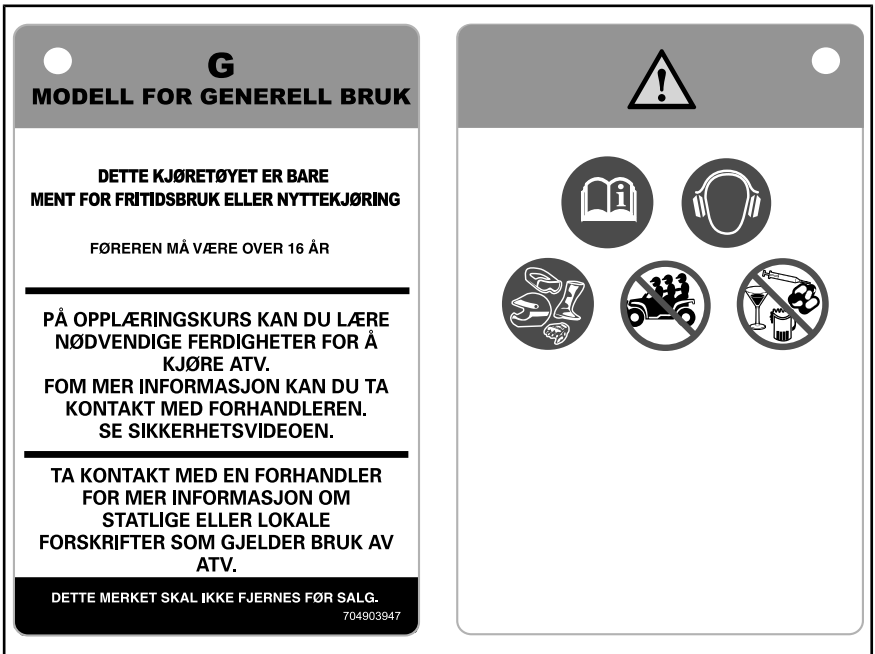 G
MODELL FOR GENERELL BRUK
DETTE KJØRETØYET ER BARE
MENT FOR FRITIDSBRUK ELLER NYTTEKJØRING
FØREREN MÅ VÆRE OVER 16 ÅR
PÅ OPPLÆRINGSKURS KAN DU LÆRE
NØDVENDIGE FERDIGHETER FOR Å
KJØRE ATV.
FOM MER INFORMASJON KAN DU TA
KONTAKT MED FORHANDLEREN.
SE SIKKERHETSVIDEOEN.
TA KONTAKT MED EN FORHANDLER
FOR MER INFORMASJON OM
STATLIGE ELLER LOKALE
FORSKRIFTER SOM GJELDER BRUK AV
ATV.
DETTE MERKET SKAL IKKE FJERNES FØR SALG.
704903947